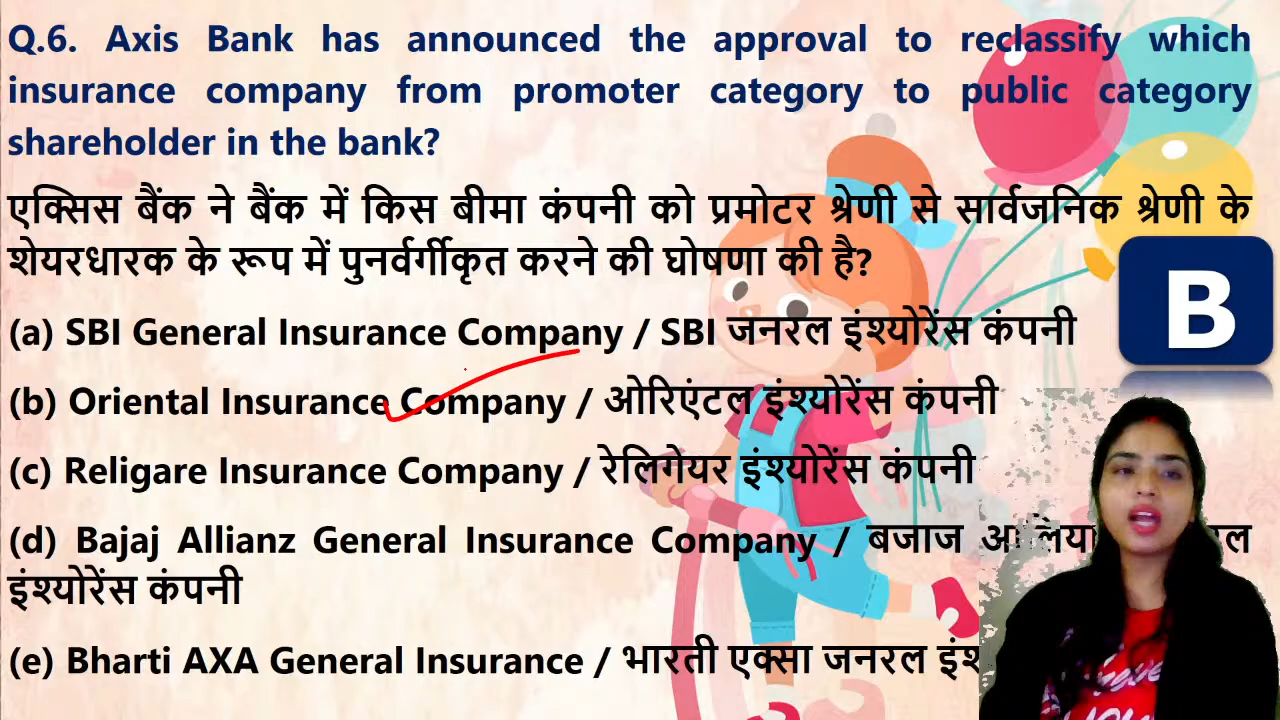 Q.6. Axis Bank has announced the approval to reclassify which
insurance company from promoter category to public category
shareholder in the bank?
एक्सिस बैंक ने बैंक में किस बीमा कंपनी को प्रमोटर श्रेणी से सार्वजनिक श्रेणी के
शेयरधारक के रूप में पुनर्वर्गीकृत करने की घोषणा की है?
(a) SBI General Insurance Company / SBI जनरल इंश्योरेंस कंपनी
B
(b) Oriental Insurance Company / ओरिएंटल इंश्योरेंस कंपनी
(c) Religare Insurance Company / रेलिगेयर इंश्योरेंस कंपनी
(d) Bajaj Allianz General Insurance Company / बजाज
इंश्योरेंस कंपनी
(e) Bharti AXA General Insurance / भारती एक्सा जनरल